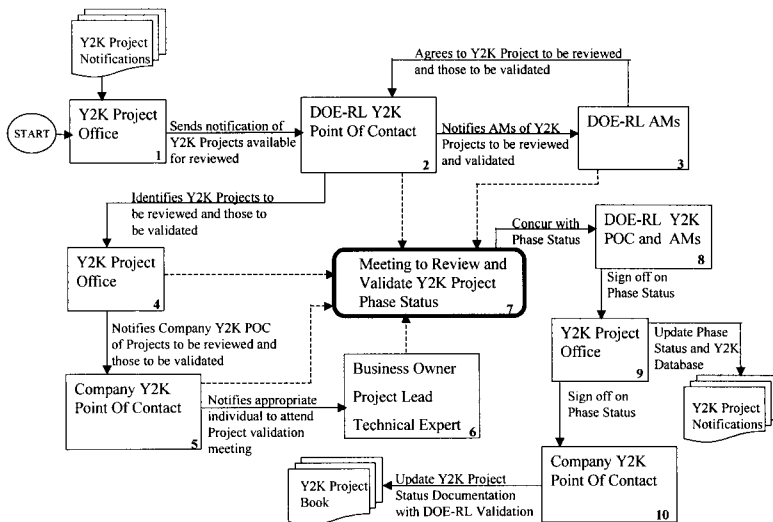 Y2K Project
Notifications
START
Y2K Project
Office
1
Sends notification of
Y2K Projects available
for reviewed
DOE-RL Y2K
Point Of Contact
2
Agrees to Y2K Project to be reviewed
and those to be validated
Notifies AMs of Y2K
Projects to be reviewed
and validated
DOE-RL AMs
3
Identifies Y2K Projects to
be reviewed and those to
be validated
Y2K Project
Office
4
Notifies Company Y2K POC
of Projects to be reviewed and
those to be validated
Company Y2K
Point Of Contact
5
Notifies appropriate
individual to attend
Project validation
meeting
Business Owner
Project Lead
Technical Expert
6
Meeting to Review and
Validate Y2K Project
Phase Status
7
Concur with
Phase Status
DOE-RL Y2K
POC and AMs
8
Sign off on
Phase Status
Y2K Project
Office
9
Update Phase
Status and Y2K
Database
Y2K Project
Notifications
Sign off on
Phase Status
Company Y2K
Point Of Contact
10
Update Y2K Project
Status Documentation
with DOE-RL Validation
Y2K Project
Book